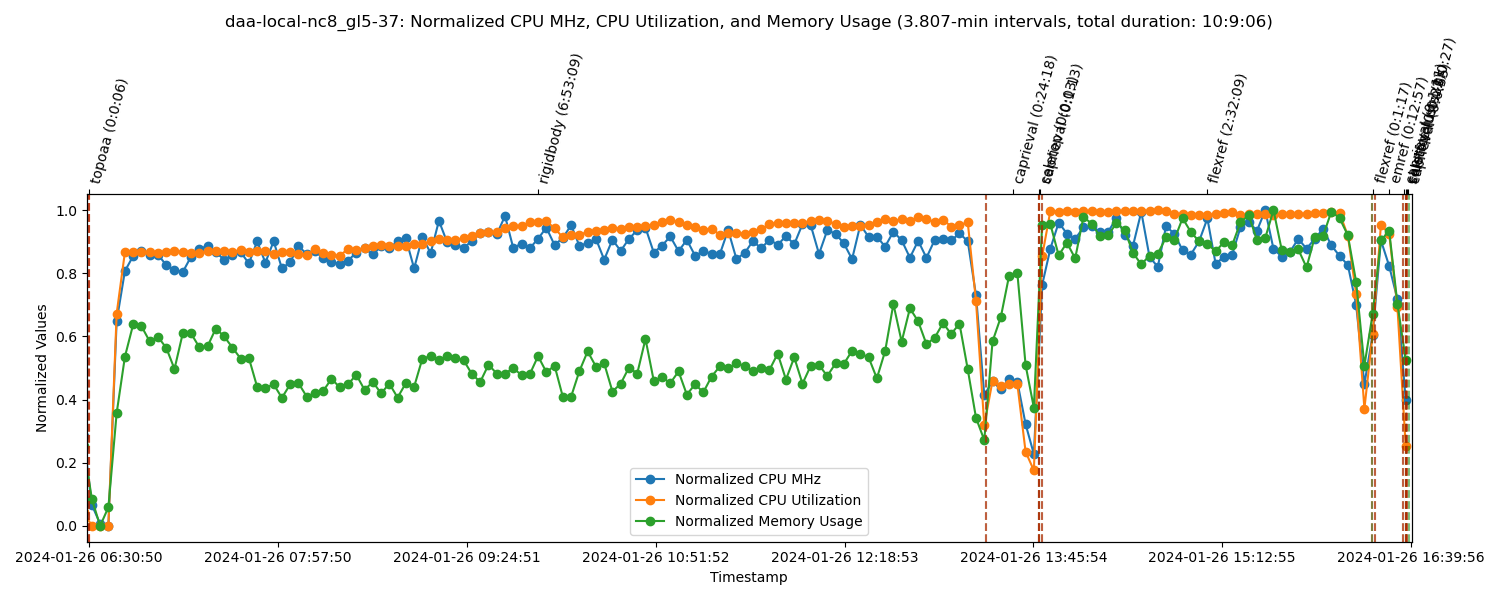 daa-local-nc8_gl5-37: Normalized CPU MHz, CPU Utilization, and Memory Usage (3.807-min intervals, total duration: 10:9:06)
topoaa (0:0:06)
rigidbody (6:53:09)
caprieval (0:24:18)
flexref (2:32:09)
flexref (0:1:17)
emref (0:12:57)
Normalized Values
1.0
0.8
0.6
0.4
0.2
0.0
Normalized CPU MHz
Normalized CPU Utilization
Normalized Memory Usage
2024-01-26 06:30:50
2024-01-26 07:57:50
2024-01-26 09:24:51
2024-01-26 10:51:52
2024-01-26 12:18:53
2024-01-26 13:45:54
2024-01-26 15:12:55
2024-01-26 16:39:56
Timestamp